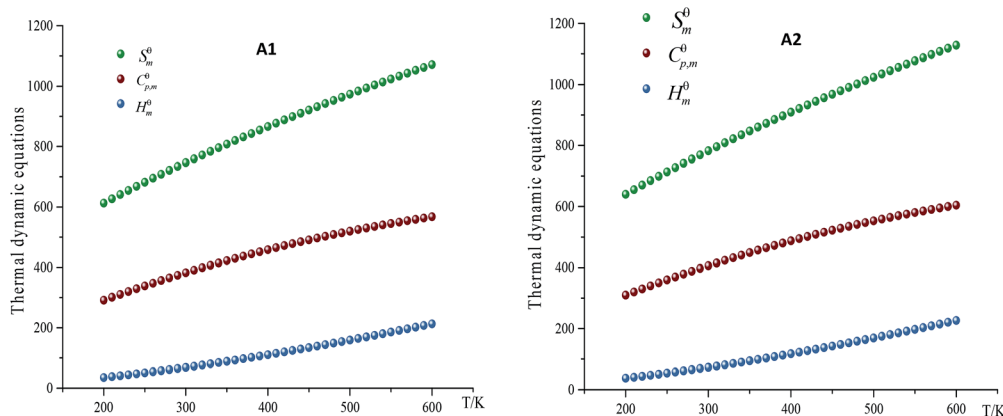 A1
Thermal dynamic equations
1200
1000
800
600
400
200
0
S_m^θ
C_{p,m}^θ
H_m^θ
200 300 400 500 600 T/K
A2
Thermal dynamic equations
1200
1000
800
600
400
200
0
S_m^θ
C_{p,m}^θ
H_m^θ
200 300 400 500 600 T/K